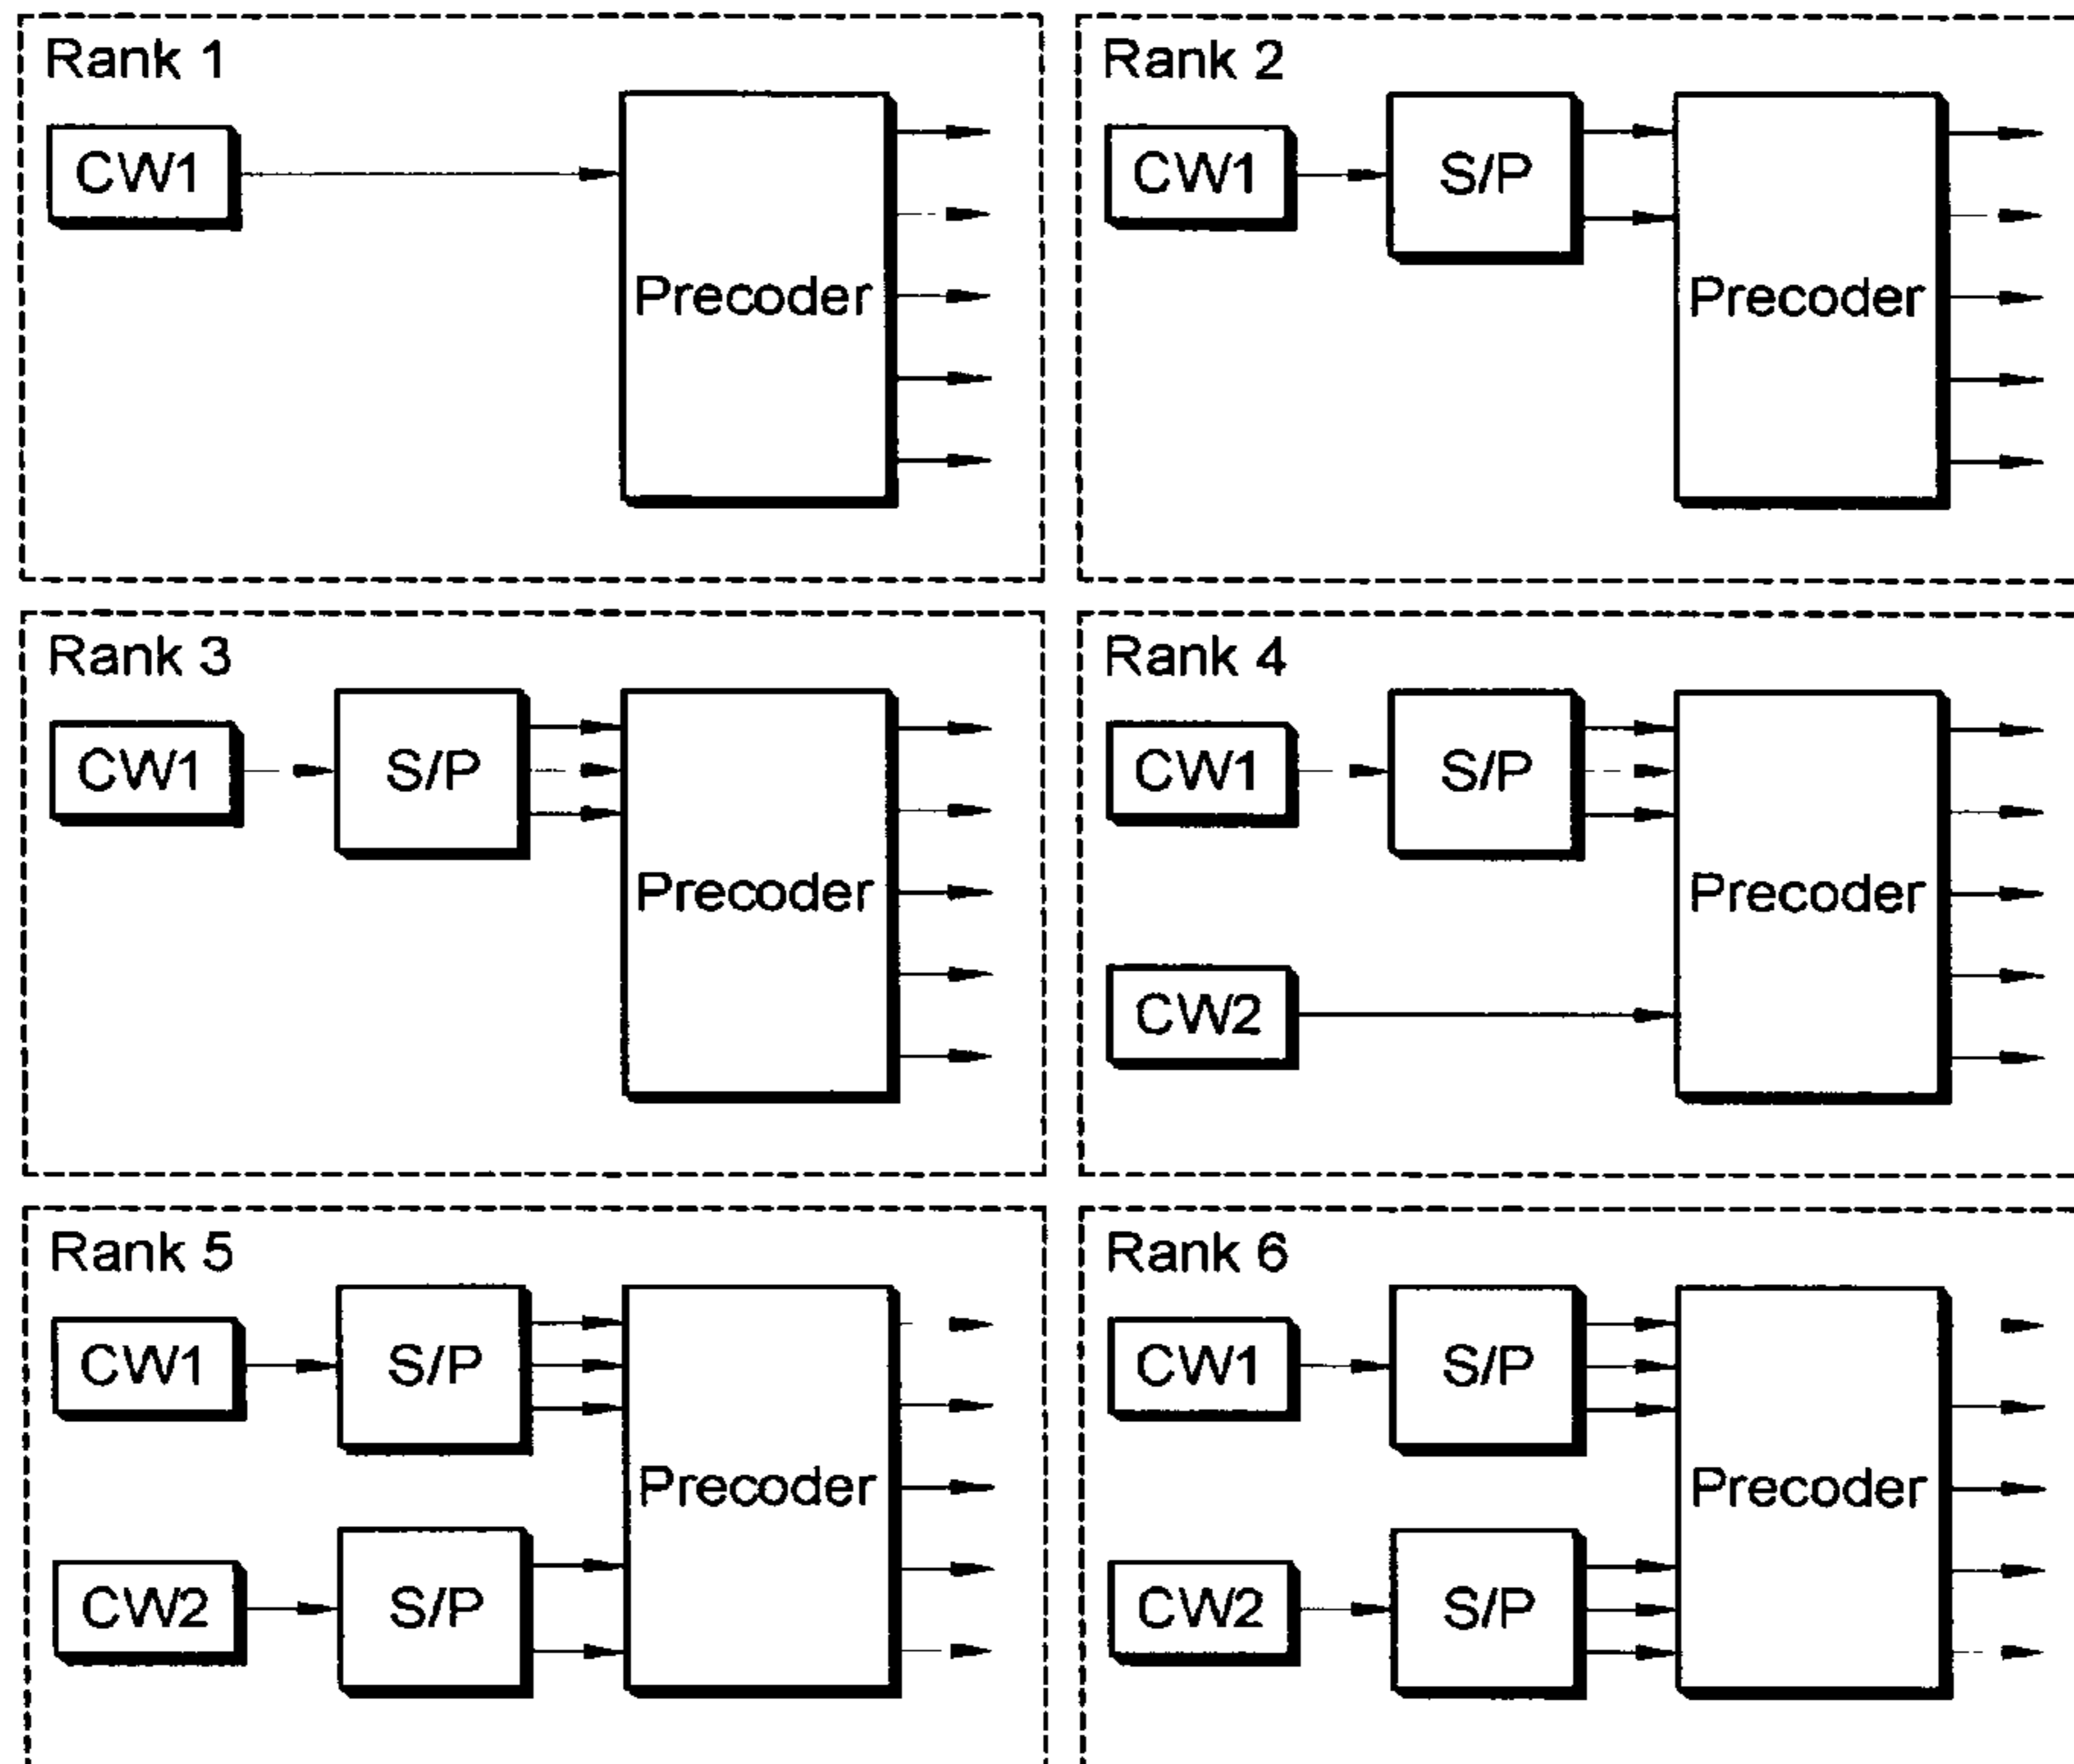 Rank 1
CW1
Precoder
Rank 2
CW1
S/P
Precoder
Rank 3
CW1
S/P
Precoder
Rank 4
CW1
S/P
Precoder
CW2
Rank 5
CW1
S/P
Precoder
CW2
S/P
Rank 6
CW1
S/P
Precoder
CW2
S/P